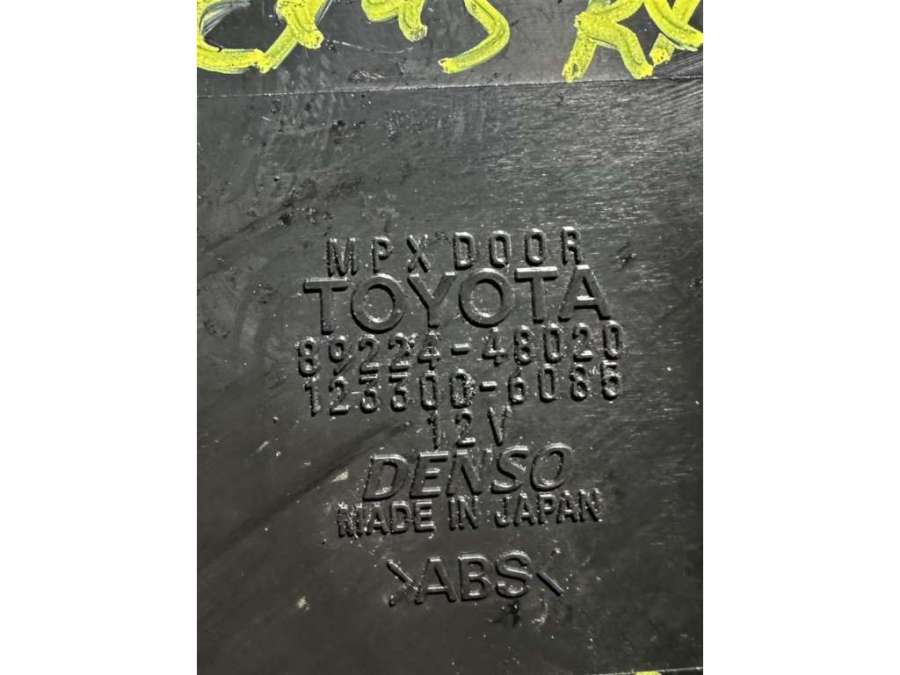 MPX DOOR
TOYOTA
89224-48020
123300-6085
12V
DENSO
MADE IN JAPAN
>ABS<